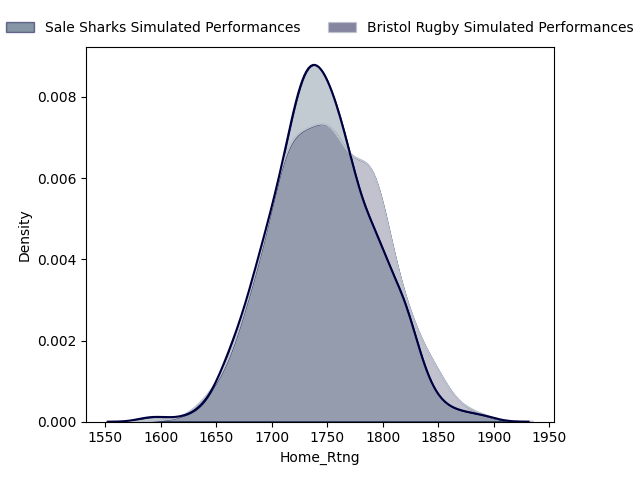 Sale Sharks Simulated Performances
Bristol Rugby Simulated Performances
Density
0.008
0.006
0.004
0.002
0.000
1550 1600 1650 1700 1750 1800 1850 1900 1950
Home_Rtng